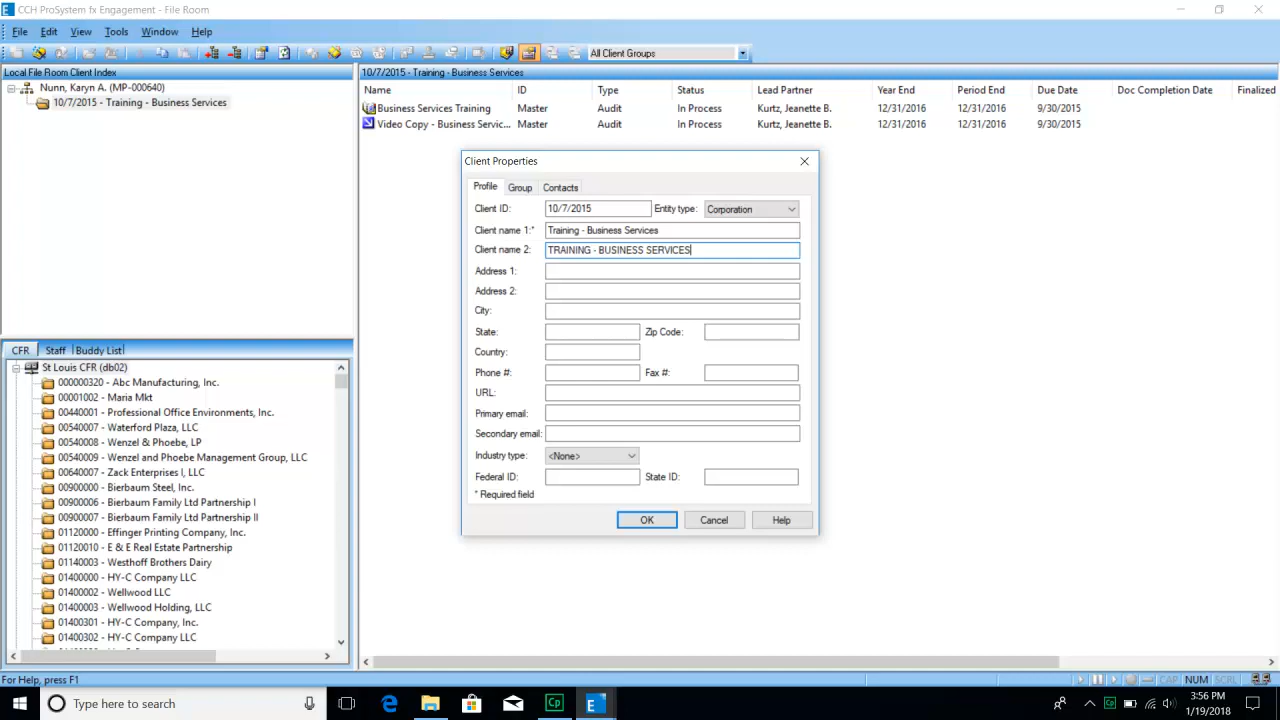 CCH ProSystem fx Engagement - File Room
File Edit View Tools Window Help
All Client Groups
Local File Room Client Index
Nunn, Karyn A. (MP-000640)
10/7/2015 - Training - Business Services
10/7/2015 - Training - Business Services
Name ID Type Status Lead Partner Year End Period End Due Date Doc Completion Date Finalized
Business Services Training Master Audit In Process Kurtz, Jeanette B. 12/31/2016 12/31/2016 9/30/2015
Video Copy - Business Servic... Master Audit In Process Kurtz, Jeanette B. 12/31/2016 12/31/2016 9/30/2015
Client Properties
Profile Group Contacts
Client ID: 10/7/2015 Entity type: Corporation
Client name 1:* Training - Business Services
Client name 2: TRAINING - BUSINESS SERVICES
Address 1:
Address 2:
City:
State: Zip Code:
Country:
Phone #: Fax #:
URL:
Primary email:
Secondary email:
Industry type: <None>
Federal ID: State ID:
* Required field
OK Cancel Help
CFR Staff Buddy List
St Louis CFR (db02)
000000320 - Abc Manufacturing, Inc.
00001002 - Maria Mkt
00440001 - Professional Office Environments, Inc.
00540007 - Waterford Plaza, LLC
00540008 - Wenzel & Phoebe, LP
00540009 - Wenzel and Phoebe Management Group, LLC
00640007 - Zack Enterprises I, LLC
00900000 - Bierbaum Steel, Inc.
00900006 - Bierbaum Family Ltd Partnership I
00900007 - Bierbaum Family Ltd Partnership II
01120000 - Effinger Printing Company, Inc.
01120010 - E & E Real Estate Partnership
01140003 - Westhoff Brothers Dairy
01400000 - HY-C Company LLC
01400002 - Wellwood LLC
01400003 - Wellwood Holding, LLC
01400301 - HY-C Company, Inc.
01400302 - HY-C Company LLC
For Help, press F1
CAP NUM SCRL
Type here to search
3:56 PM
1/19/2018